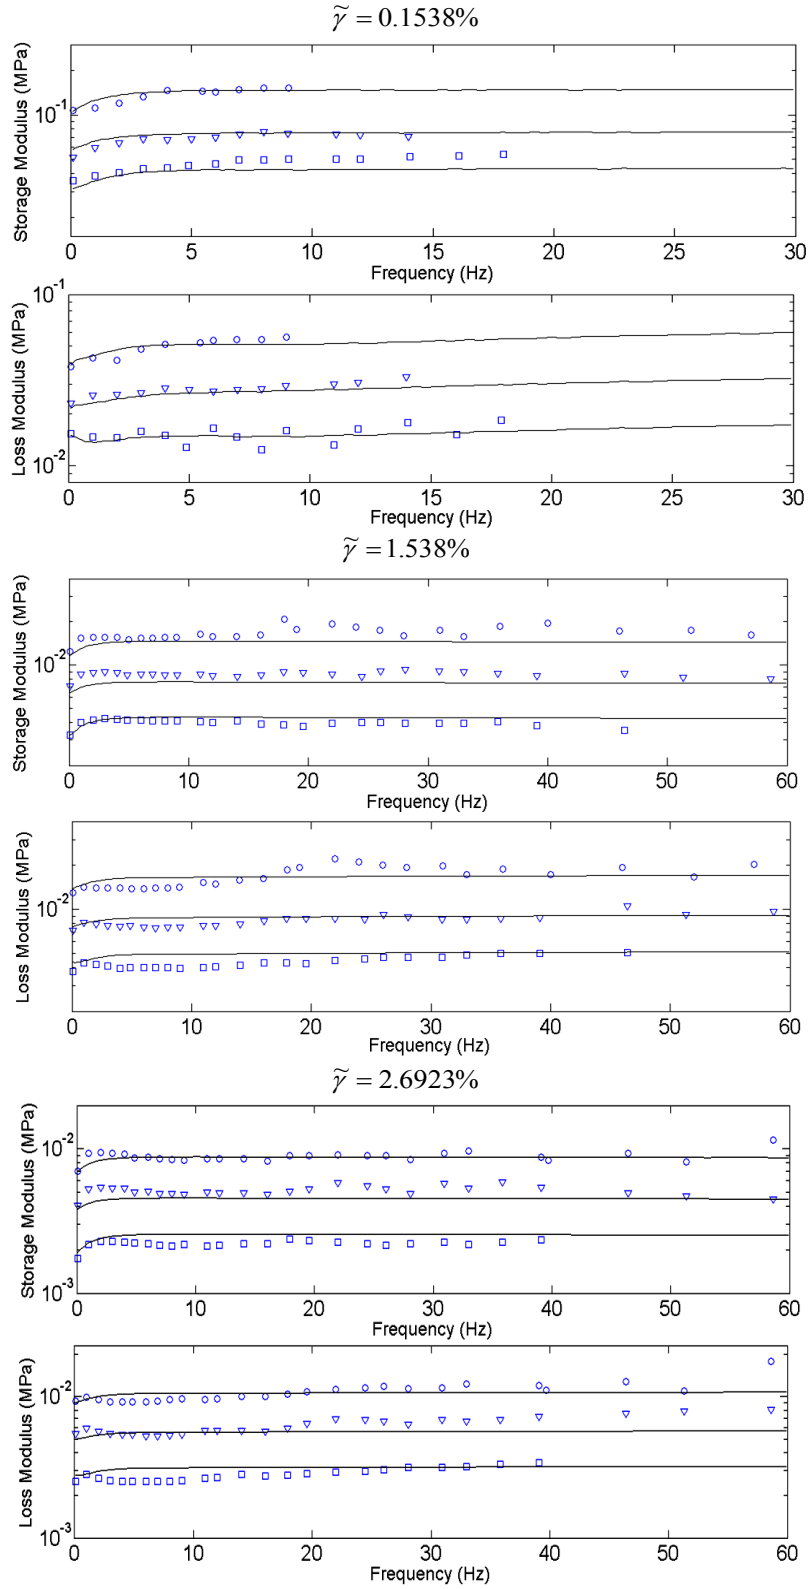 γ̃ = 0.1538%
Storage Modulus (MPa)
10⁻¹
0 5 10 15 20 25 30
Frequency (Hz)
Loss Modulus (MPa)
10⁻¹
10⁻²
0 5 10 15 20 25 30
Frequency (Hz)
γ̃ = 1.538%
Storage Modulus (MPa)
10⁻²
0 10 20 30 40 50 60
Frequency (Hz)
Loss Modulus (MPa)
10⁻²
0 10 20 30 40 50 60
Frequency (Hz)
γ̃ = 2.6923%
Storage Modulus (MPa)
10⁻²
10⁻³
0 10 20 30 40 50 60
Frequency (Hz)
Loss Modulus (MPa)
10⁻²
10⁻³
0 10 20 30 40 50 60
Frequency (Hz)